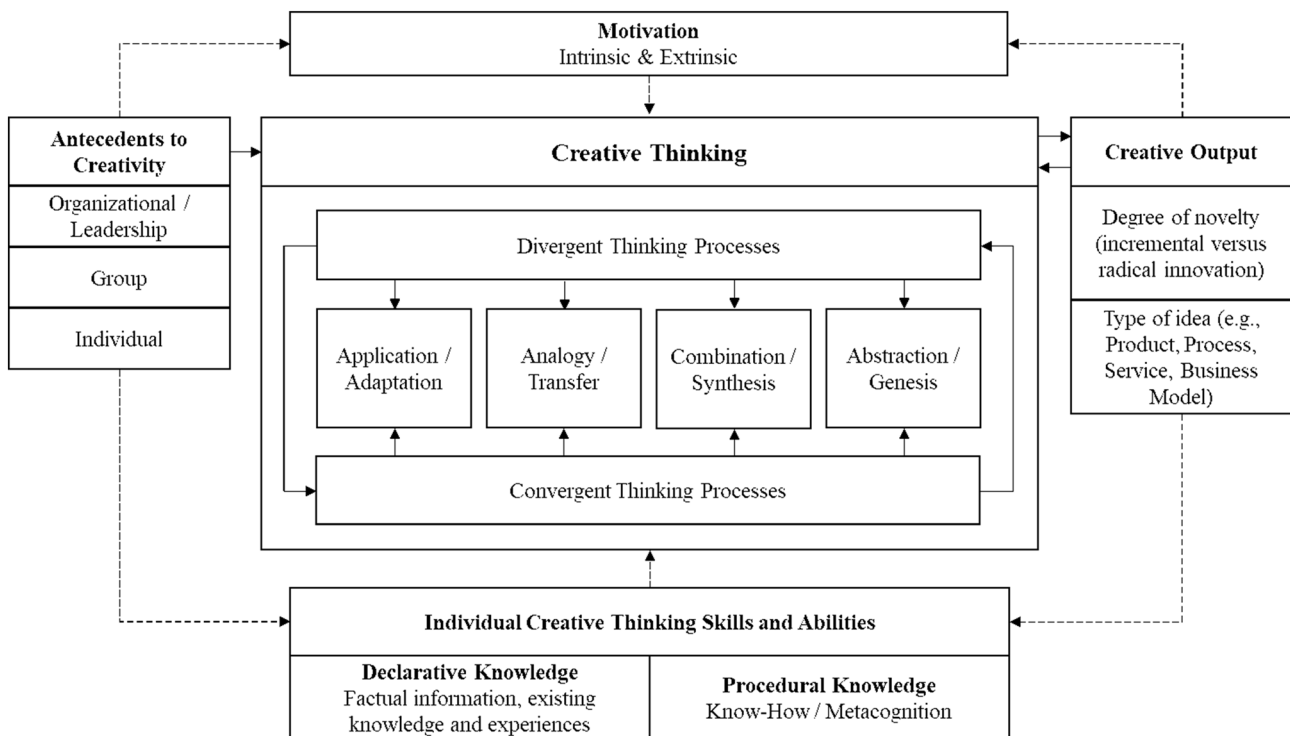 Motivation
Intrinsic & Extrinsic
Antecedents to
Creativity
Organizational /
Leadership
Group
Individual
Creative Thinking
Divergent Thinking Processes
Application /
Adaptation
Analogy /
Transfer
Combination /
Synthesis
Abstraction /
Genesis
Convergent Thinking Processes
Creative Output
Degree of novelty
(incremental versus
radical innovation)
Type of idea (e.g.,
Product, Process,
Service, Business
Model)
Individual Creative Thinking Skills and Abilities
Declarative Knowledge
Factual information, existing
knowledge and experiences
Procedural Knowledge
Know-How / Metacognition